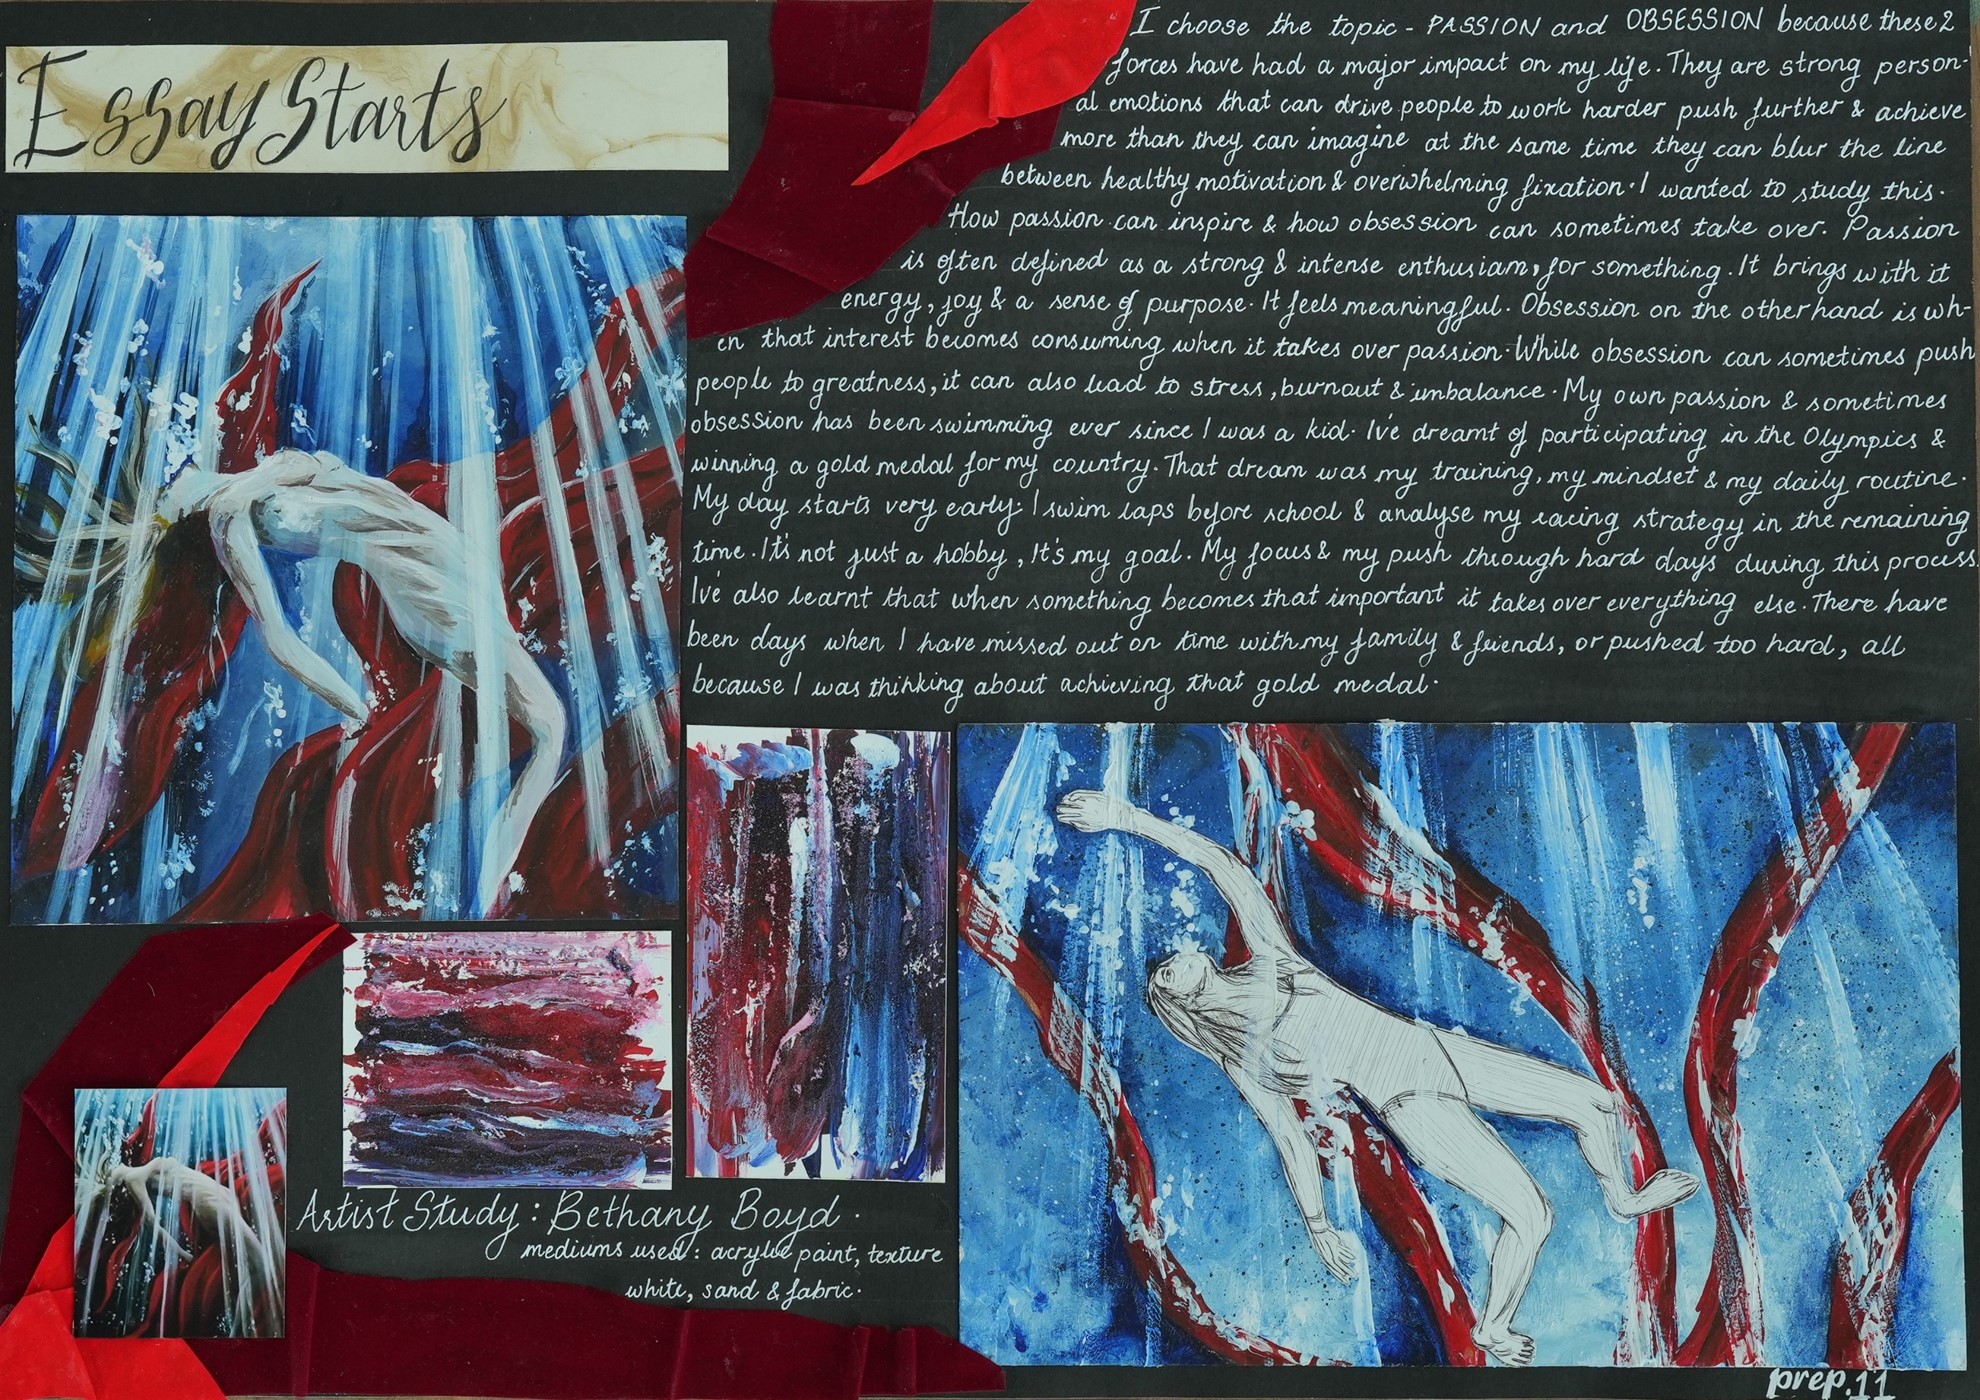 Essay Starts
I choose the topic - PASSION and OBSESSION because these 2
forces have had a major impact on my life. They are strong person-
al emotions that can drive people to work harder push further & achieve
more than they can imagine at the same time they can blur the line
between healthy motivation & overwhelming fixation. I wanted to study this.
How passion can inspire & how obsession can sometimes take over. Passion
is often defined as a strong & intense enthusiam, for something. It brings with it
energy, joy & a sense of purpose. It feels meaningful. Obsession on the other hand is wh-
en that interest becomes consuming when it takes over passion. While obsession can sometimes push
people to greatness, it can also lead to stress, burnout & imbalance. My own passion & sometimes
obsession has been swimming ever since I was a kid. I've dreamt of participating in the Olympics &
winning a gold medal for my country. That dream was my training, my mindset & my daily routine.
My day starts very early: I swim laps before school & analyse my racing strategy in the remaining
time. It's not just a hobby, It's my goal. My focus & my push through hard days during this process.
I've also learnt that when something becomes that important it takes over everything else. There have
been days when I have missed out on time with my family & friends, or pushed too hard, all
because I was thinking about achieving that gold medal.
Artist Study: Bethany Boyd.
mediums used: acrylic paint, texture
white, sand & fabric.
prep.11